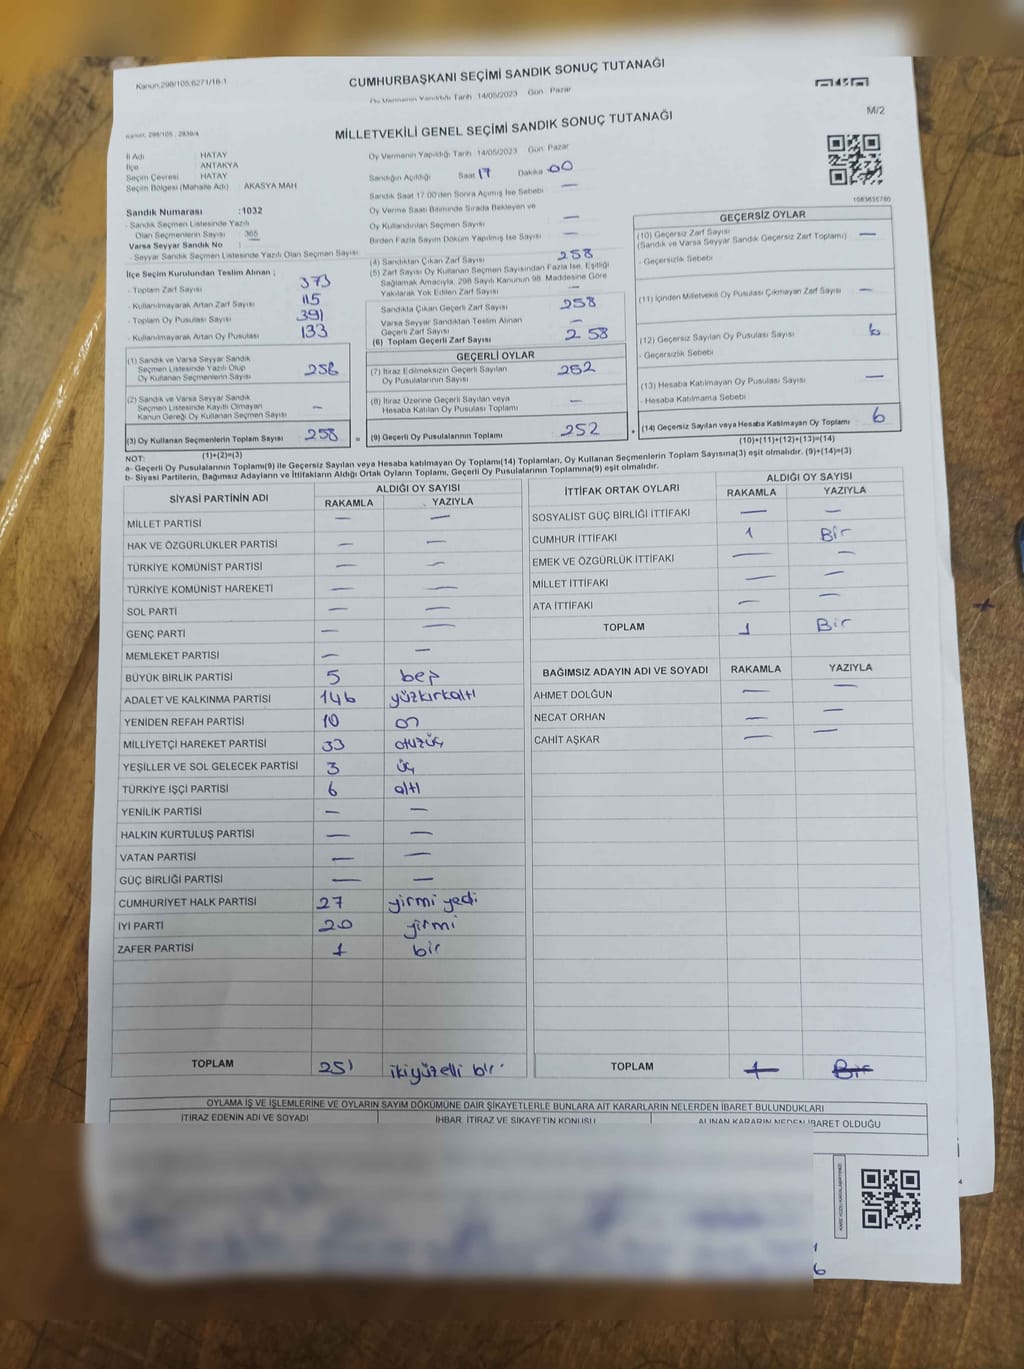 Kanun.298/105,6271/18-1
CUMHURBAŞKANI SEÇİMİ SANDIK SONUÇ TUTANAĞI
Oy Vermenin Yapıldığı Tarih 14/05/2023 Gün Pazar
M/2
MİLLETVEKİLİ GENEL SEÇİMİ SANDIK SONUÇ TUTANAĞI
Oy Vermenin Yapıldığı Tarih 14/05/2023 Gün Pazar
İl Adı : HATAY
İlçe : ANTAKYA
Seçim Çevresi : HATAY
Seçim Bölgesi (Mahalle Adı) : AKASYA MAH
Sandığın Açıldığı Saat 17 Dakika 00
Sandık Saat 17:00'den Sonra Açımış İse Sebebi —
Oy Verme Saati Bitiminde Sırada Bekleyen ve
Oy Kullandırılan Seçmen Sayısı —
Birden Fazla Sayım Döküm Yapılmış İse Sayısı —
Sandık Numarası :1032
- Sandık Seçmen Listesinde Yazılı
Olan Seçmenlerin Sayısı 365
Varsa Seyyar Sandık No :
- Seyyar Sandık Seçmen Listesinde Yazılı Olan Seçmen Sayısı
İlçe Seçim Kurulundan Teslim Alınan ;
- Toplam Zarf Sayısı 373
- Kullanılmayarak Artan Zarf Sayısı 115
- Toplam Oy Pusulası Sayısı 391
- Kullanılmayarak Artan Oy Pusulası 133
(1) Sandık ve Varsa Seyyar Sandık
Seçmen Listesinde Yazılı Olup
Oy Kullanan Seçmenlerin Sayısı 258
(2) Sandık ve Varsa Seyyar Sandık
Seçmen Listesinde Kayıtlı Olmayan
Kanun Gereği Oy Kullanan Seçmen Sayısı —
(3) Oy Kullanan Seçmenlerin Toplam Sayısı 258
(1)+(2)=(3)
(4) Sandıktan Çıkan Zarf Sayısı 258
(5) Zarf Sayısı Oy Kullanan Seçmen Sayısından Fazla İse, Eşitliği
Sağlamak Amacıyla, 298 Sayılı Kanunun 98. Maddesine Göre
Yakılarak Yok Edilen Zarf Sayısı —
Sandıkta Çıkan Geçerli Zarf Sayısı 258
Varsa Seyyar Sandıktan Teslim Alınan
Geçerli Zarf Sayısı —
(6) Toplam Geçerli Zarf Sayısı 258
GEÇERLİ OYLAR
(7) İtiraz Edilmeksizin Geçerli Sayılan
Oy Pusulalarının Sayısı 252
(8) İtiraz Üzerine Geçerli Sayılan veya
Hesaba Katılan Oy Pusulası Toplamı —
= (9) Geçerli Oy Pusulalarının Toplamı 252
1083635780
GEÇERSİZ OYLAR
(10) Geçersiz Zarf Sayısı —
(Sandık ve Varsa Seyyar Sandık Geçersiz Zarf Toplamı)
- Geçersizlik Sebebi
(11) İçinden Milletvekili Oy Pusulası Çıkmayan Zarf Sayısı —
(12) Geçersiz Sayılan Oy Pusulası Sayısı 6
- Geçersizlik Sebebi
(13) Hesaba Katılmayan Oy Pusulası Sayısı —
- Hesaba Katılmama Sebebi
+ (14) Geçersiz Sayılan veya Hesaba Katılmayan Oy Toplamı 6
(10)+(11)+(12)+(13)=(14)
NOT:
a- Geçerli Oy Pusulalarının Toplamı(9) ile Geçersiz Sayılan veya Hesaba katılmayan Oy Toplamı(14) Toplamları, Oy Kullanan Seçmenlerin Toplam Sayısına(3) eşit olmalıdır. (9)+(14)=(3)
b- Siyasi Partilerin, Bağımsız Adayların ve İttifakların Aldığı Ortak Oyların Toplamı, Geçerli Oy Pusulalarının Toplamına(9) eşit olmalıdır.
SİYASİ PARTİNİN ADI ALDIĞI OY SAYISI
RAKAMLA YAZIYLA
MİLLET PARTİSİ — —
HAK VE ÖZGÜRLÜKLER PARTİSİ — —
TÜRKİYE KOMÜNİST PARTİSİ — —
TÜRKİYE KOMÜNİST HAREKETİ — —
SOL PARTİ — —
GENÇ PARTİ — —
MEMLEKET PARTİSİ — —
BÜYÜK BİRLİK PARTİSİ 5 beş
ADALET VE KALKINMA PARTİSİ 146 yüzkırkaltı
YENİDEN REFAH PARTİSİ 10 on
MİLLİYETÇİ HAREKET PARTİSİ 33 otuzüç
YEŞİLLER VE SOL GELECEK PARTİSİ 3 üç
TÜRKİYE İŞÇİ PARTİSİ 6 altı
YENİLİK PARTİSİ — —
HALKIN KURTULUŞ PARTİSİ — —
VATAN PARTİSİ — —
GÜÇ BİRLİĞİ PARTİSİ — —
CUMHURİYET HALK PARTİSİ 27 yirmi yedi
İYİ PARTİ 20 yirmi
ZAFER PARTİSİ 1 bir
TOPLAM 251 ikiyüzelli bir
İTTİFAK ORTAK OYLARI ALDIĞI OY SAYISI
RAKAMLA YAZIYLA
SOSYALİST GÜÇ BİRLİĞİ İTTİFAKI — —
CUMHUR İTTİFAKI 1 Bir
EMEK VE ÖZGÜRLÜK İTTİFAKI — —
MİLLET İTTİFAKI — —
ATA İTTİFAKI — —
TOPLAM 1 Bir
BAĞIMSIZ ADAYIN ADI VE SOYADI RAKAMLA YAZIYLA
AHMET DOLĞUN — —
NECAT ORHAN — —
CAHİT AŞKAR — —
TOPLAM 1 Bir
OYLAMA İŞ VE İŞLEMLERİNE VE OYLARIN SAYIM DÖKÜMÜNE DAİR ŞİKAYETLERLE BUNLARA AİT KARARLARIN NELERDEN İBARET BULUNDUKLARI
İTİRAZ EDENİN ADI VE SOYADI İHBAR, İTİRAZ VE ŞİKAYETİN KONUSU ALINAN KARARIN NEDEN İBARET OLDUĞU